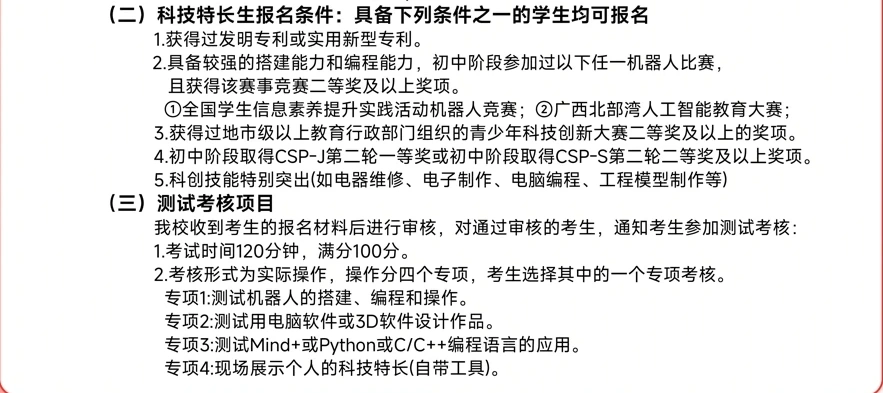 （二）科技特长生报名条件：具备下列条件之一的学生均可报名
1.获得过发明专利或实用新型专利。
2.具备较强的搭建能力和编程能力，初中阶段参加过以下任一机器人比赛，
且获得该赛事竞赛二等奖及以上奖项。
①全国学生信息素养提升实践活动机器人竞赛；②广西北部湾人工智能教育大赛；
3.获得过地市级以上教育行政部门组织的青少年科技创新大赛二等奖及以上的奖项。
4.初中阶段取得CSP-J第二轮一等奖或初中阶段取得CSP-S第二轮二等奖及以上奖项。
5.科创技能特别突出(如电器维修、电子制作、电脑编程、工程模型制作等)
（三）测试考核项目
我校收到考生的报名材料后进行审核，对通过审核的考生，通知考生参加测试考核：
1.考试时间120分钟，满分100分。
2.考核形式为实际操作，操作分四个专项，考生选择其中的一个专项考核。
专项1:测试机器人的搭建、编程和操作。
专项2:测试用电脑软件或3D软件设计作品。
专项3:测试Mind+或Python或C/C++编程语言的应用。
专项4:现场展示个人的科技特长(自带工具)。